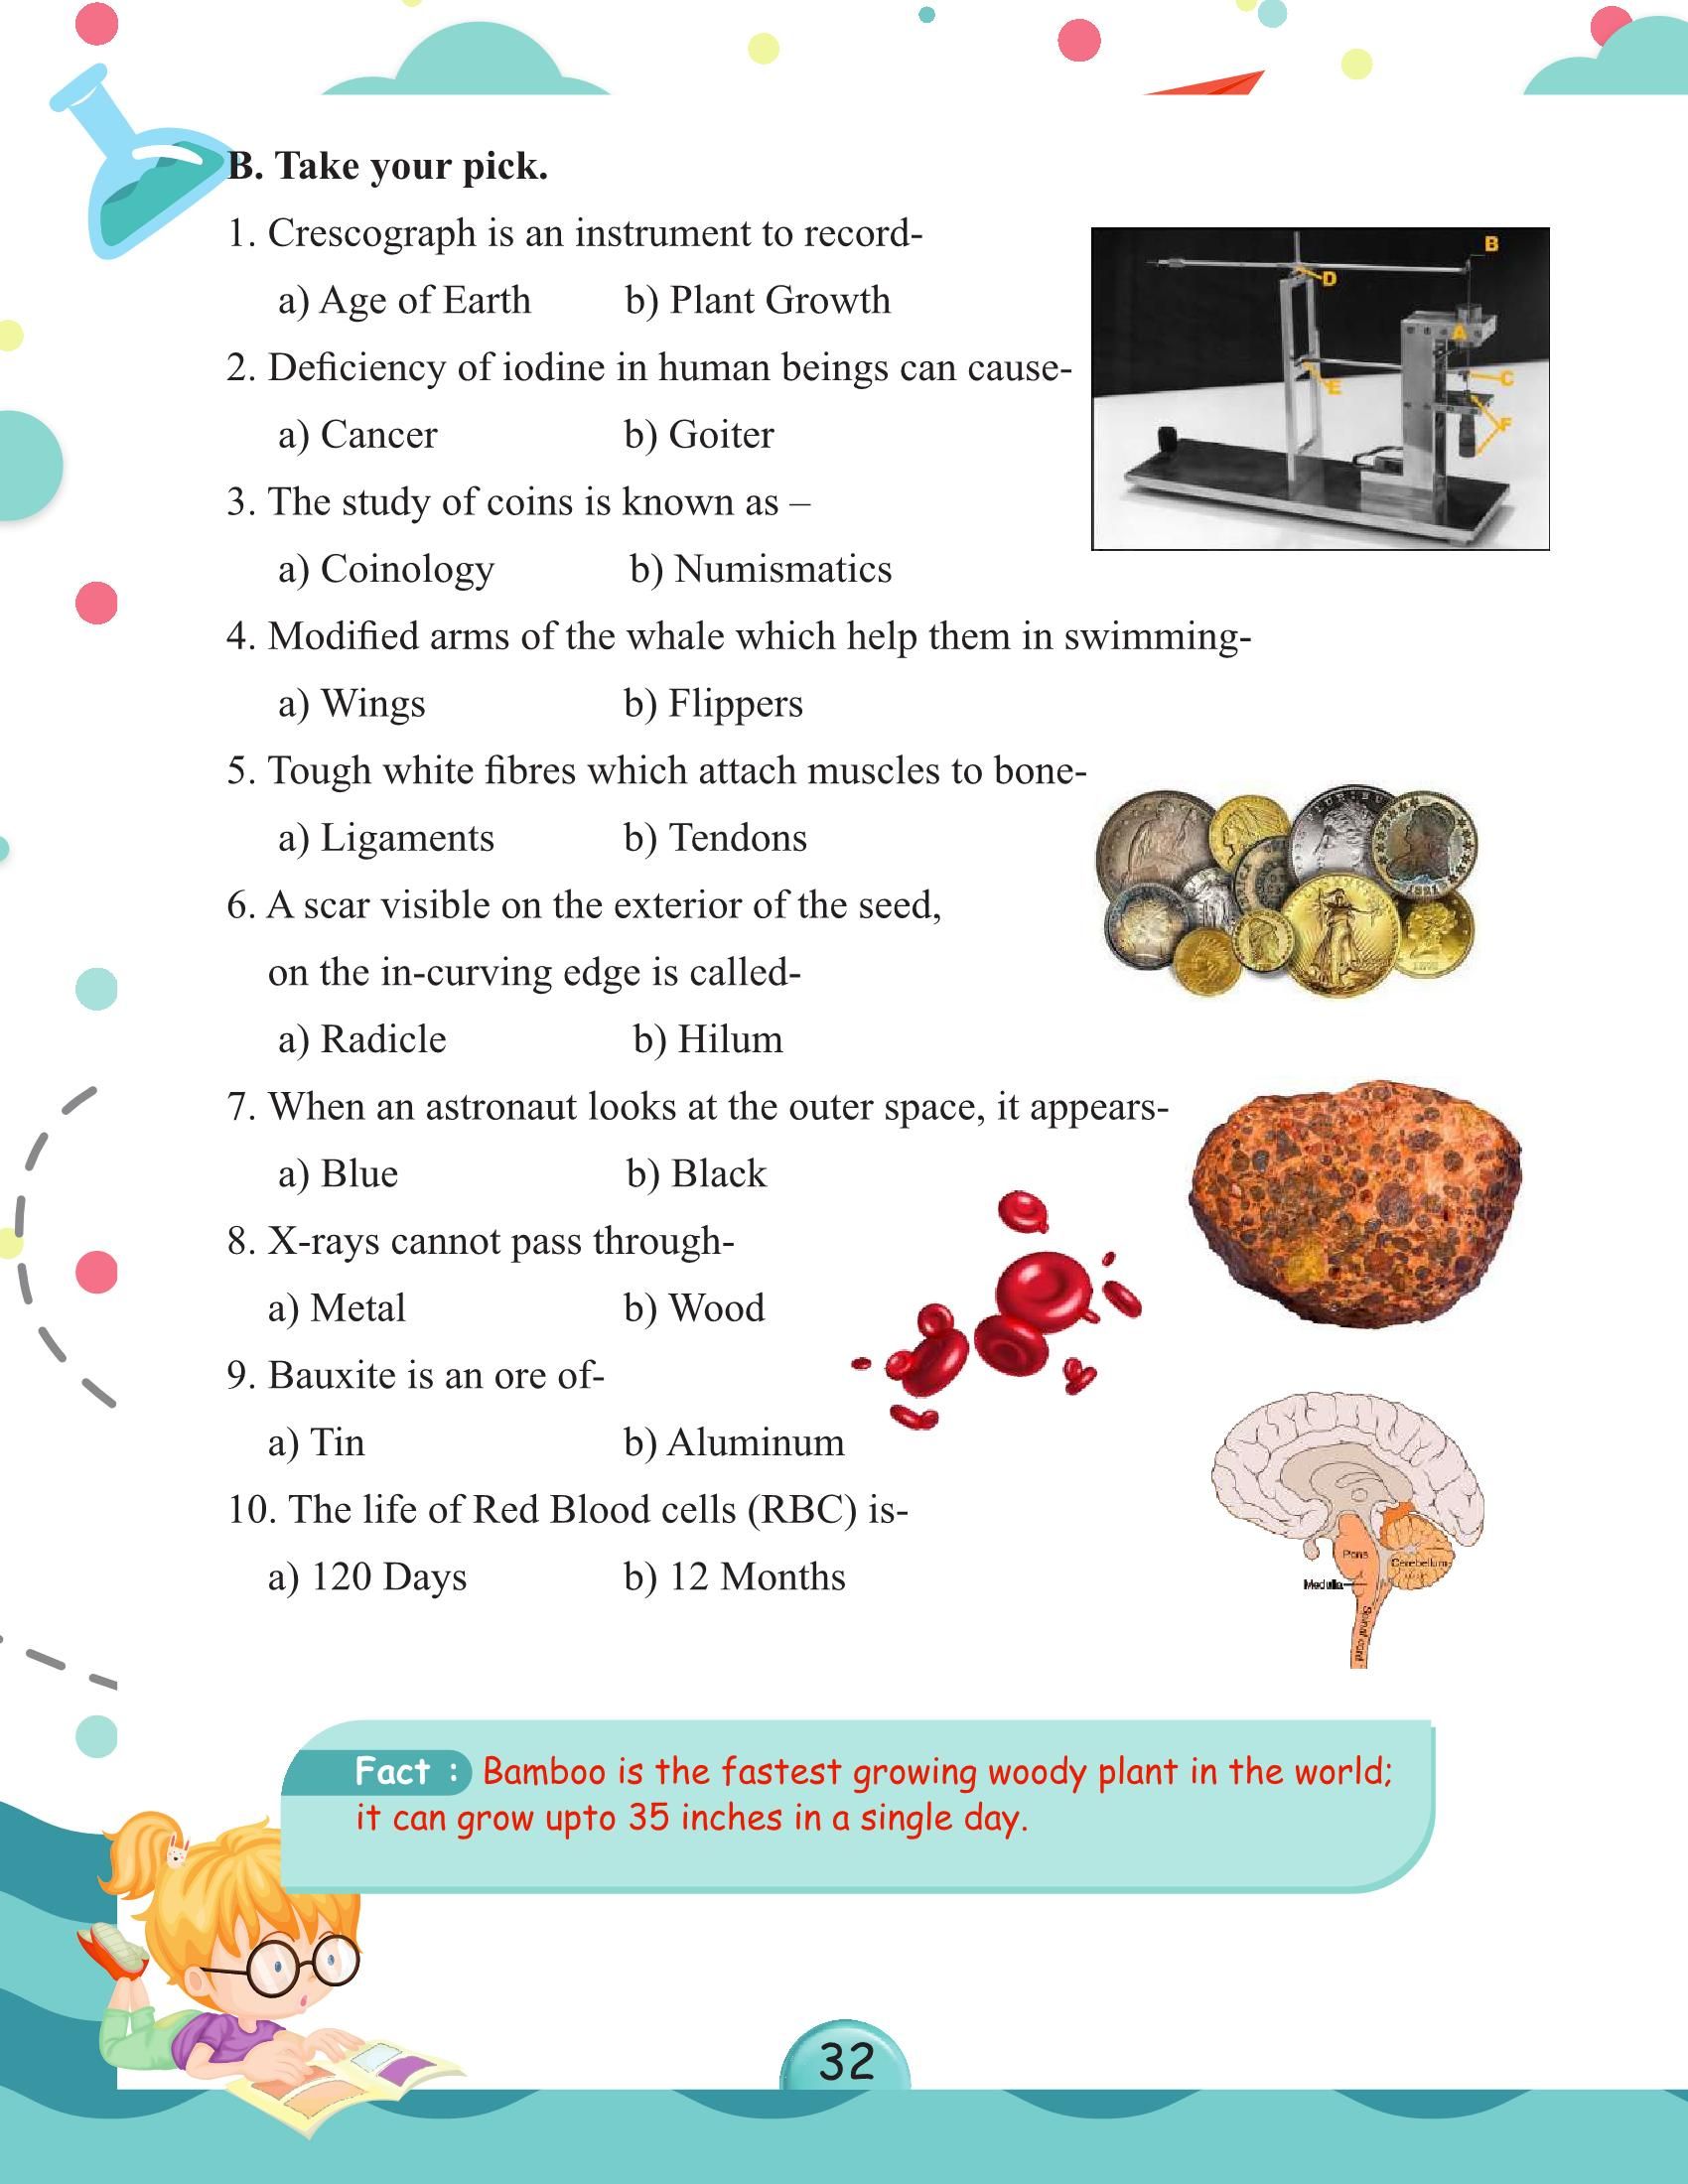 B. Take your pick.
1. Crescograph is an instrument to record-
a) Age of Earth b) Plant Growth
2. Deficiency of iodine in human beings can cause-
a) Cancer b) Goiter
3. The study of coins is known as –
a) Coinology b) Numismatics
4. Modified arms of the whale which help them in swimming-
a) Wings b) Flippers
5. Tough white fibres which attach muscles to bone-
a) Ligaments b) Tendons
6. A scar visible on the exterior of the seed,
on the in-curving edge is called-
a) Radicle b) Hilum
7. When an astronaut looks at the outer space, it appears-
a) Blue b) Black
8. X-rays cannot pass through-
a) Metal b) Wood
9. Bauxite is an ore of-
a) Tin b) Aluminum
10. The life of Red Blood cells (RBC) is-
a) 120 Days b) 12 Months
B
D
A
C
E
F
1821
Pons
Cerebellum
Medulla
Spinal cord
Fact : Bamboo is the fastest growing woody plant in the world;
it can grow upto 35 inches in a single day.
32